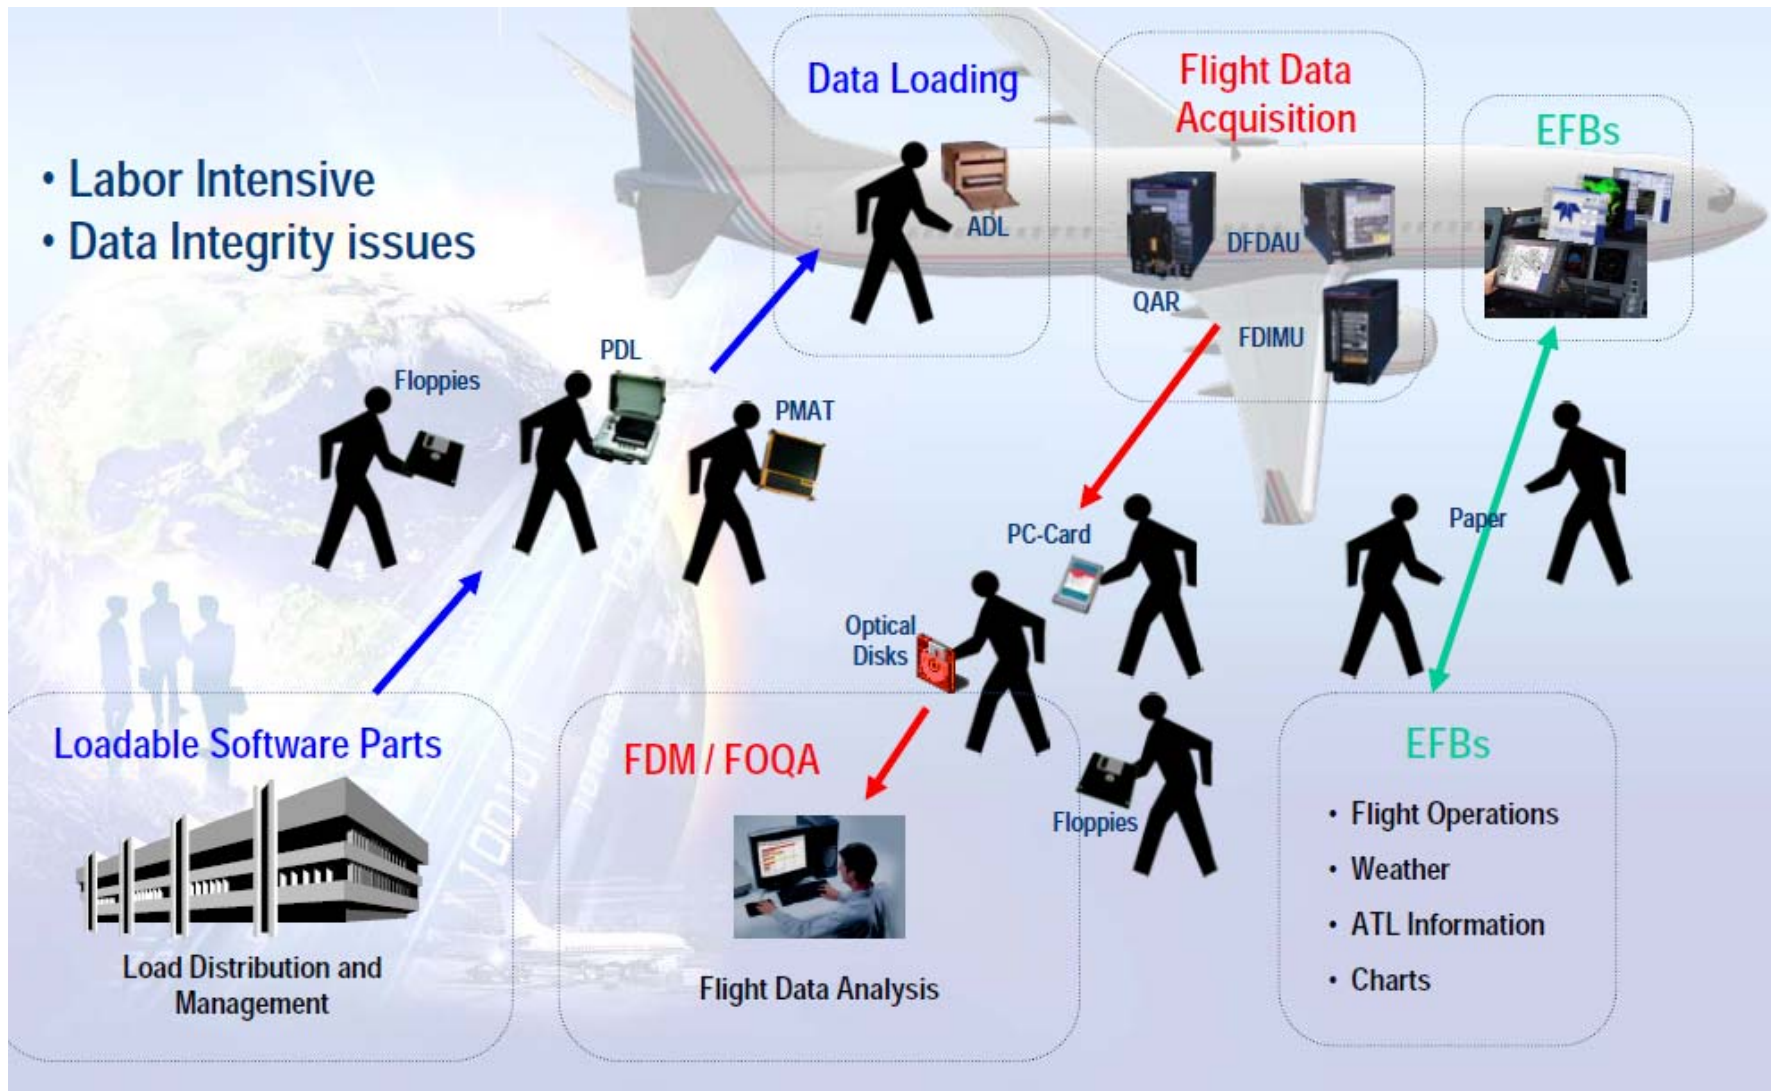 • Labor Intensive
• Data Integrity issues
Data Loading
ADL
Flight Data
Acquisition
QAR
DFDAU
FDIMU
EFBs
Floppies
PDL
PMAT
PC-Card
Optical
Disks
Floppies
Paper
Loadable Software Parts
Load Distribution and
Management
FDM / FOQA
Flight Data Analysis
EFBs
• Flight Operations
• Weather
• ATL Information
• Charts